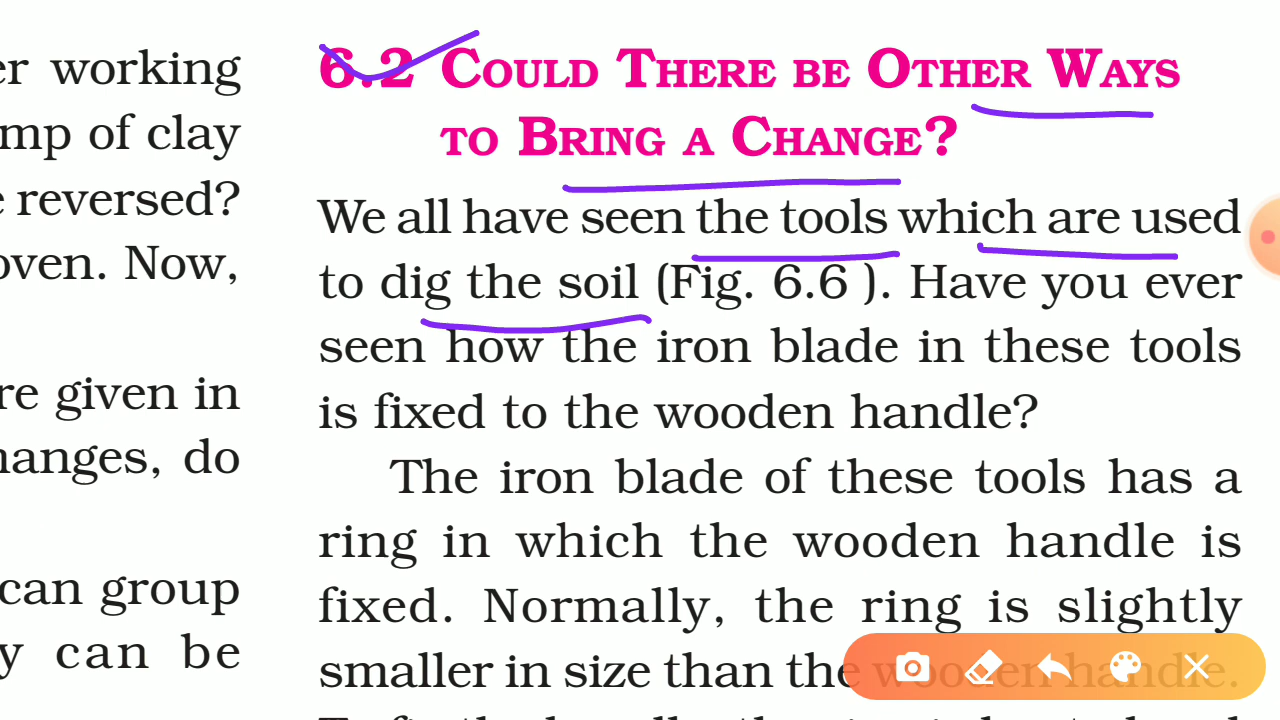 er working
mp of clay
e reversed?
oven. Now,
re given in
hanges, do
can group
y can be
6.2 COULD THERE BE OTHER WAYS
TO BRING A CHANGE?
We all have seen the tools which are used
to dig the soil (Fig. 6.6 ). Have you ever
seen how the iron blade in these tools
is fixed to the wooden handle?
The iron blade of these tools has a
ring in which the wooden handle is
fixed. Normally, the ring is slightly
smaller in size than the wooden handle.